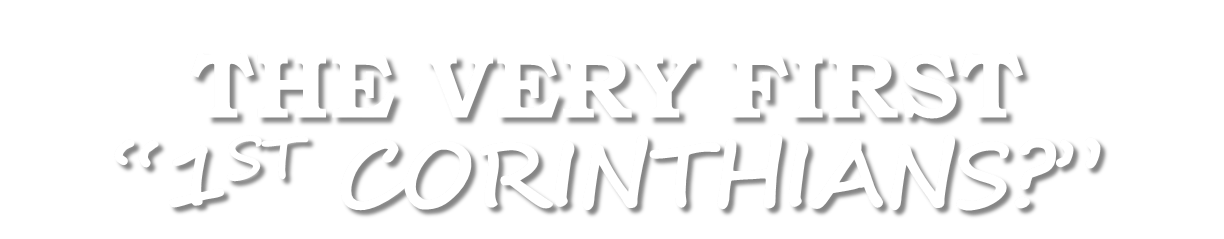 THE VERY FIRST
“1ST CORINTHIANS?”